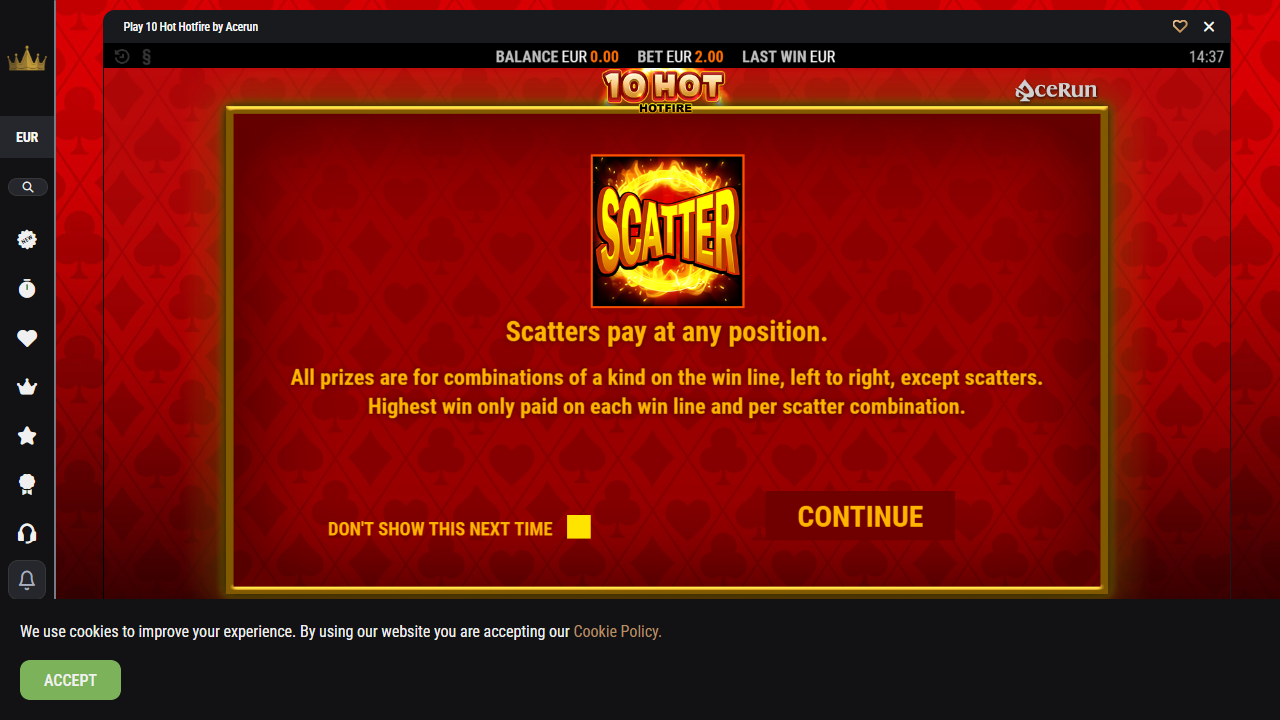 Play 10 Hot Hotfire by Acerun
BALANCE EUR 0.00 BET EUR 2.00 LAST WIN EUR
14:37
10 HOT
HOTFIRE
AceRun
EUR
NEW
SCATTER
Scatters pay at any position.
All prizes are for combinations of a kind on the win line, left to right, except scatters.
Highest win only paid on each win line and per scatter combination.
DON'T SHOW THIS NEXT TIME
CONTINUE
We use cookies to improve your experience. By using our website you are accepting our Cookie Policy.
ACCEPT